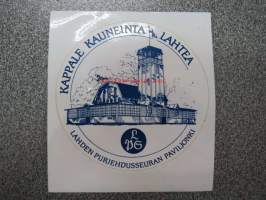 KAPPALE KAUNEINTA LAHTEA
LPS
LAHDEN PURJEHDUSSEURAN PAVILJONKI